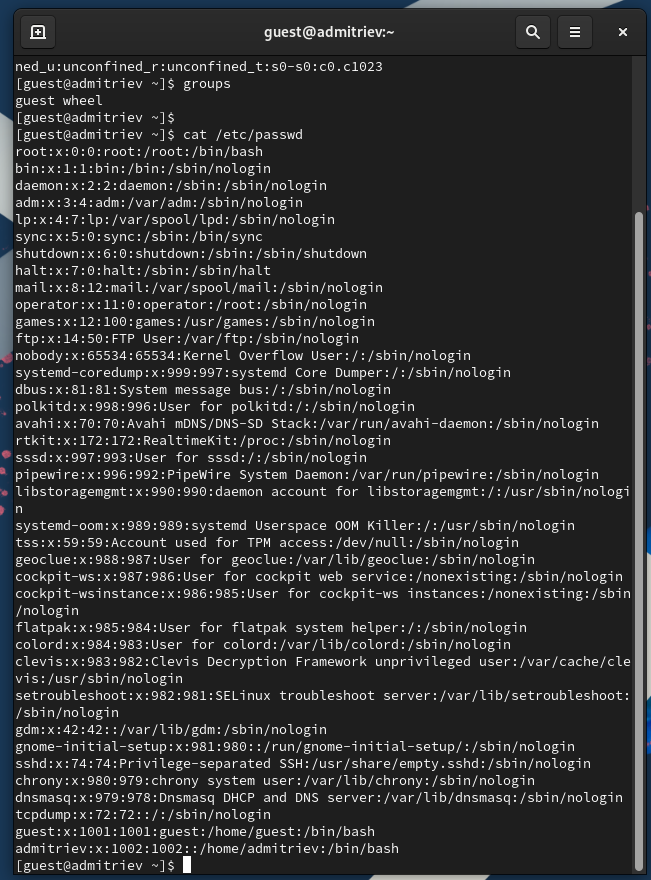 guest@admitriev:~
ned_u:unconfined_r:unconfined_t:s0-s0:c0.c1023
[guest@admitriev ~]$ groups
guest wheel
[guest@admitriev ~]$
[guest@admitriev ~]$ cat /etc/passwd
root:x:0:0:root:/root:/bin/bash
bin:x:1:1:bin:/bin:/sbin/nologin
daemon:x:2:2:daemon:/sbin:/sbin/nologin
adm:x:3:4:adm:/var/adm:/sbin/nologin
lp:x:4:7:lp:/var/spool/lpd:/sbin/nologin
sync:x:5:0:sync:/sbin:/bin/sync
shutdown:x:6:0:shutdown:/sbin:/sbin/shutdown
halt:x:7:0:halt:/sbin:/sbin/halt
mail:x:8:12:mail:/var/spool/mail:/sbin/nologin
operator:x:11:0:operator:/root:/sbin/nologin
games:x:12:100:games:/usr/games:/sbin/nologin
ftp:x:14:50:FTP User:/var/ftp:/sbin/nologin
nobody:x:65534:65534:Kernel Overflow User:/:/sbin/nologin
systemd-coredump:x:999:997:systemd Core Dumper:/:/sbin/nologin
dbus:x:81:81:System message bus:/:/sbin/nologin
polkitd:x:998:996:User for polkitd:/:/sbin/nologin
avahi:x:70:70:Avahi mDNS/DNS-SD Stack:/var/run/avahi-daemon:/sbin/nologin
rtkit:x:172:172:RealtimeKit:/proc:/sbin/nologin
sssd:x:997:993:User for sssd:/:/sbin/nologin
pipewire:x:996:992:PipeWire System Daemon:/var/run/pipewire:/sbin/nologin
libstoragemgmt:x:990:990:daemon account for libstoragemgmt:/:/usr/sbin/nologi
n
systemd-oom:x:989:989:systemd Userspace OOM Killer:/:/usr/sbin/nologin
tss:x:59:59:Account used for TPM access:/dev/null:/sbin/nologin
geoclue:x:988:987:User for geoclue:/var/lib/geoclue:/sbin/nologin
cockpit-ws:x:987:986:User for cockpit web service:/nonexisting:/sbin/nologin
cockpit-wsinstance:x:986:985:User for cockpit-ws instances:/nonexisting:/sbin
/nologin
flatpak:x:985:984:User for flatpak system helper:/:/sbin/nologin
colord:x:984:983:User for colord:/var/lib/colord:/sbin/nologin
clevis:x:983:982:Clevis Decryption Framework unprivileged user:/var/cache/cle
vis:/usr/sbin/nologin
setroubleshoot:x:982:981:SELinux troubleshoot server:/var/lib/setroubleshoot:
/sbin/nologin
gdm:x:42:42::/var/lib/gdm:/sbin/nologin
gnome-initial-setup:x:981:980::/run/gnome-initial-setup/:/sbin/nologin
sshd:x:74:74:Privilege-separated SSH:/usr/share/empty.sshd:/sbin/nologin
chrony:x:980:979:chrony system user:/var/lib/chrony:/sbin/nologin
dnsmasq:x:979:978:Dnsmasq DHCP and DNS server:/var/lib/dnsmasq:/sbin/nologin
tcpdump:x:72:72::/:/sbin/nologin
guest:x:1001:1001:guest:/home/guest:/bin/bash
admitriev:x:1002:1002::/home/admitriev:/bin/bash
[guest@admitriev ~]$